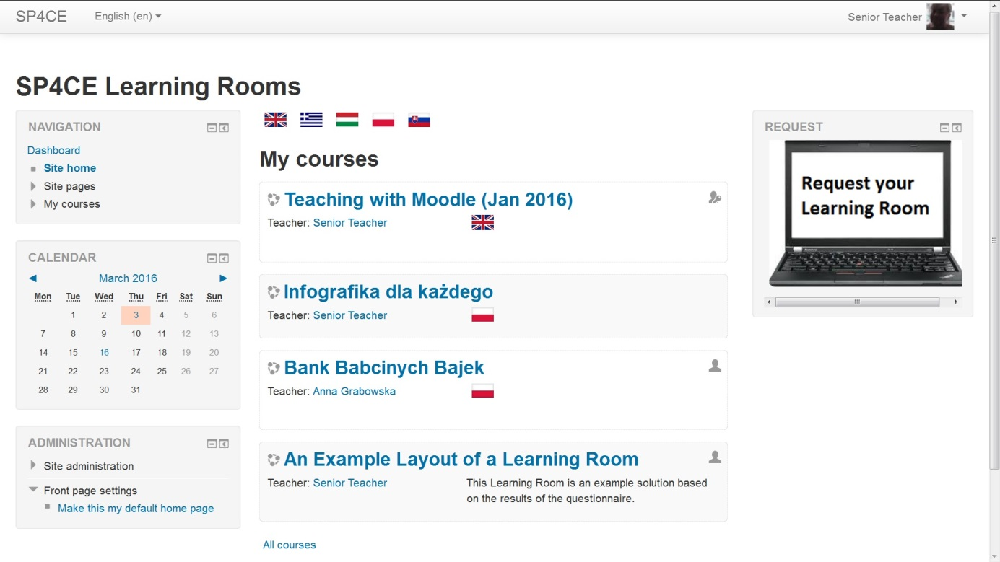 SP4CE English (en)
Senior Teacher
SP4CE Learning Rooms
NAVIGATION
Dashboard
Site home
Site pages
My courses
CALENDAR
March 2016
Mon Tue Wed Thu Fri Sat Sun
1 2 3 4 5 6
7 8 9 10 11 12 13
14 15 16 17 18 19 20
21 22 23 24 25 26 27
28 29 30 31
ADMINISTRATION
Site administration
Front page settings
Make this my default home page
My courses
Teaching with Moodle (Jan 2016)
Teacher: Senior Teacher
Infografika dla każdego
Teacher: Senior Teacher
Bank Babcinych Bajek
Teacher: Anna Grabowska
An Example Layout of a Learning Room
Teacher: Senior Teacher
This Learning Room is an example solution based
on the results of the questionnaire.
All courses
REQUEST
Request your
Learning Room